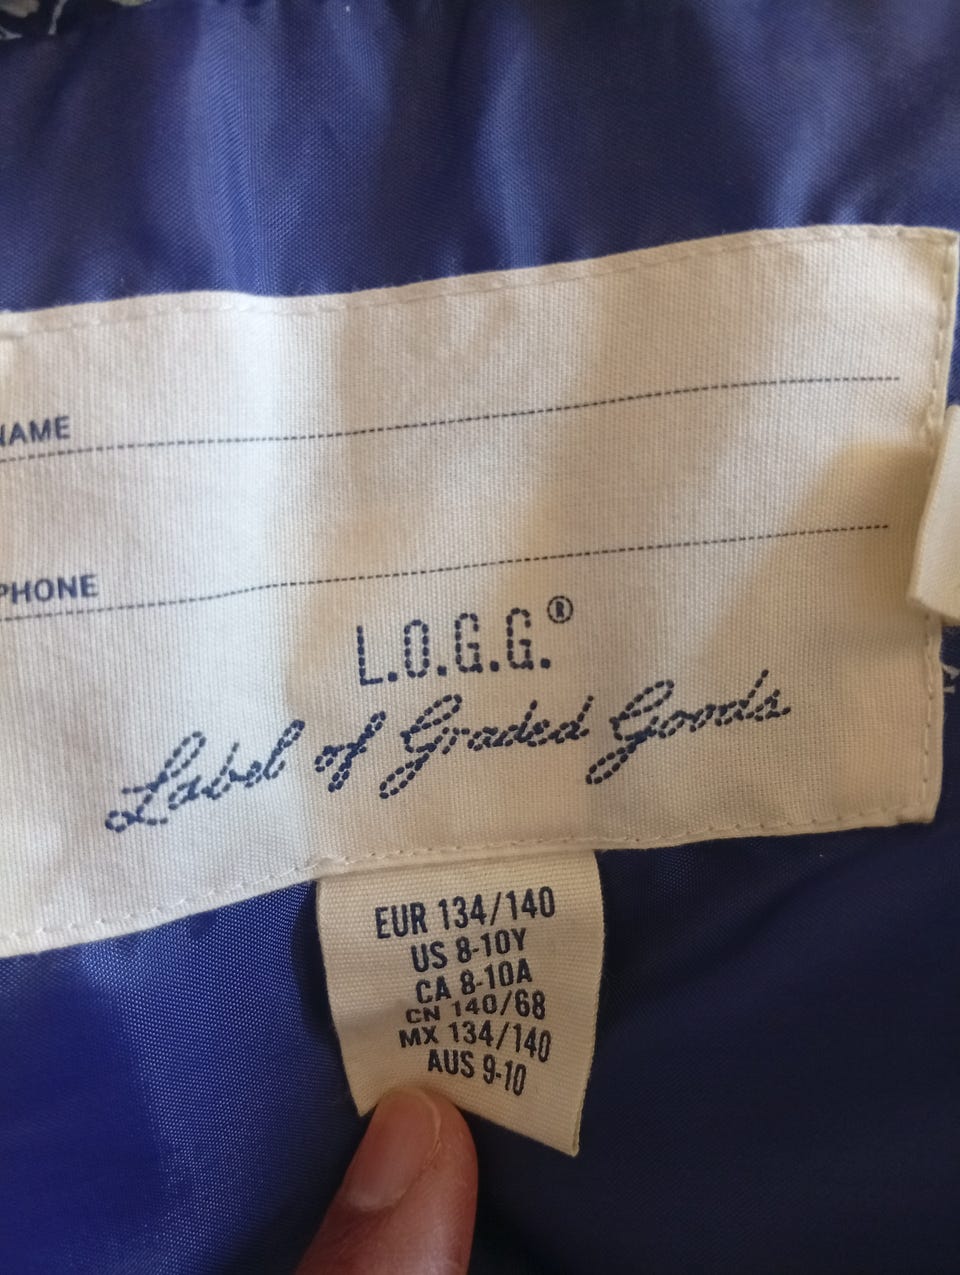 NAME
PHONE
L.O.G.G.®
Label of Graded Goods
EUR 134/140
US 8-10Y
CA 8-10A
CN 140/68
MX 134/140
AUS 9-10